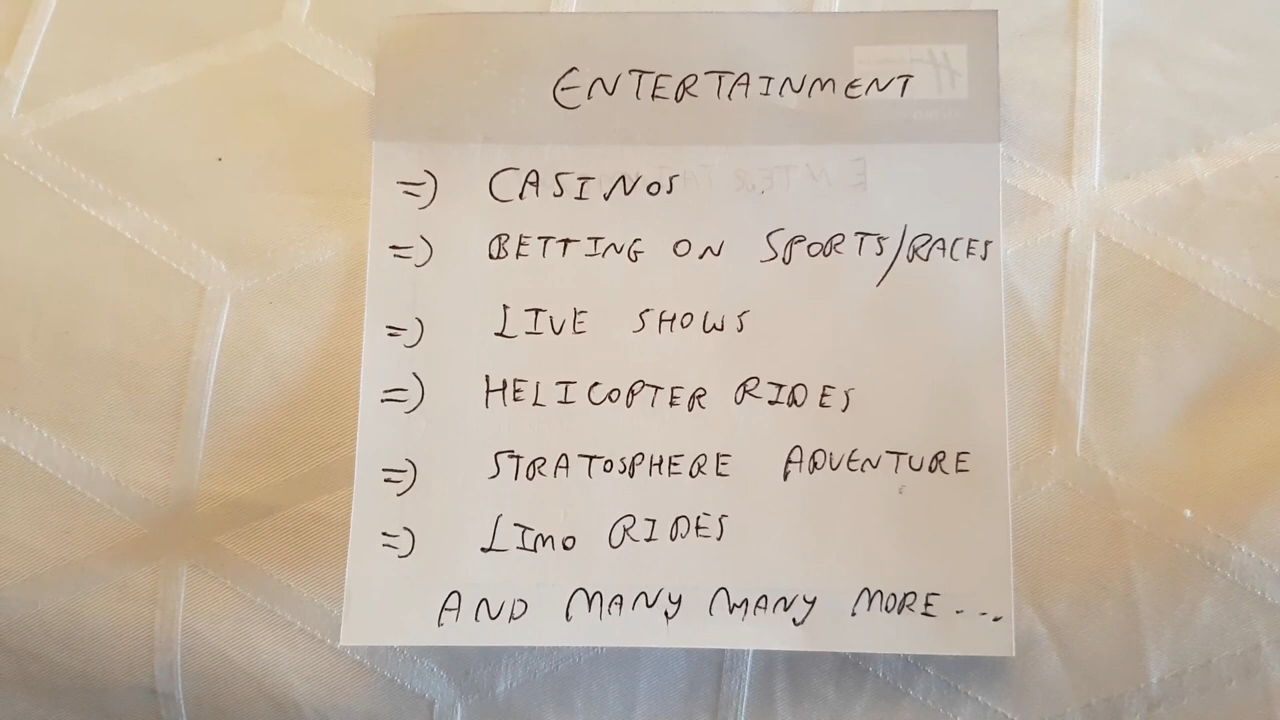 ENTERTAINMENT
=) CASINOS
=) BETTING ON SPORTS/RACES
=) LIVE SHOWS
=) HELICOPTER RIDES
=) STRATOSPHERE ADVENTURE
=) LIMO RIDES
AND MANY MANY MORE....